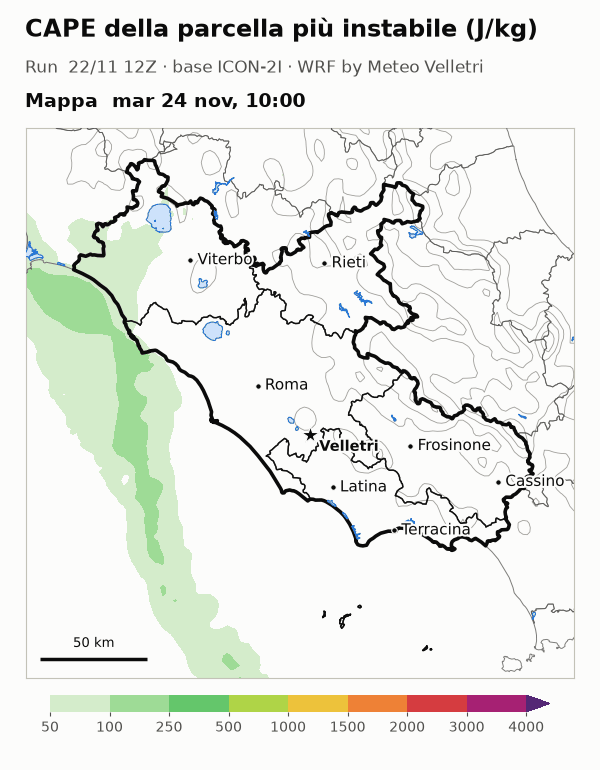 CAPE della parcella più instabile (J/kg)
Run  22/11 12Z · base ICON-2I · WRF by Meteo Velletri
Mappa  mar 24 nov, 10:00
Viterbo
Rieti
Roma
Velletri
Frosinone
Cassino
Latina
Terracina
50 km
50 100 250 500 1000 1500 2000 3000 4000